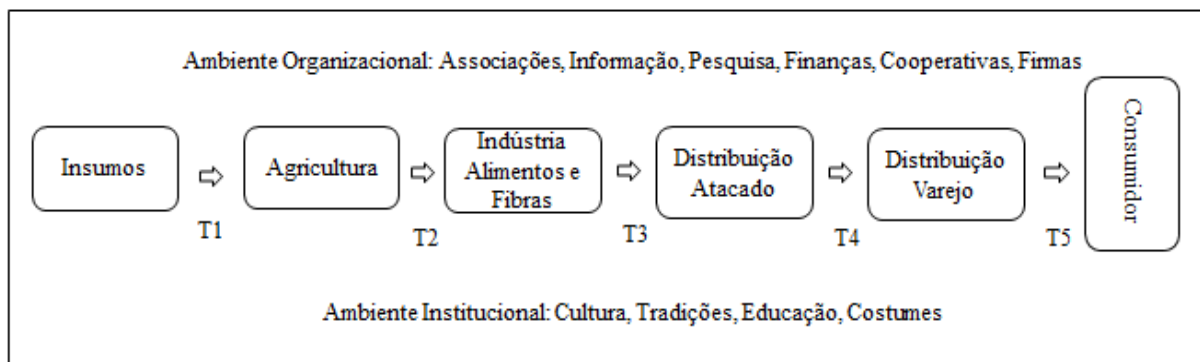 Ambiente Organizacional: Associações, Informação, Pesquisa, Finanças, Cooperativas, Firmas
Insumos
Agricultura
Indústria
Alimentos e
Fibras
Distribuição
Atacado
Distribuição
Varejo
Consumidor
T1
T2
T3
T4
T5
Ambiente Institucional: Cultura, Tradições, Educação, Costumes